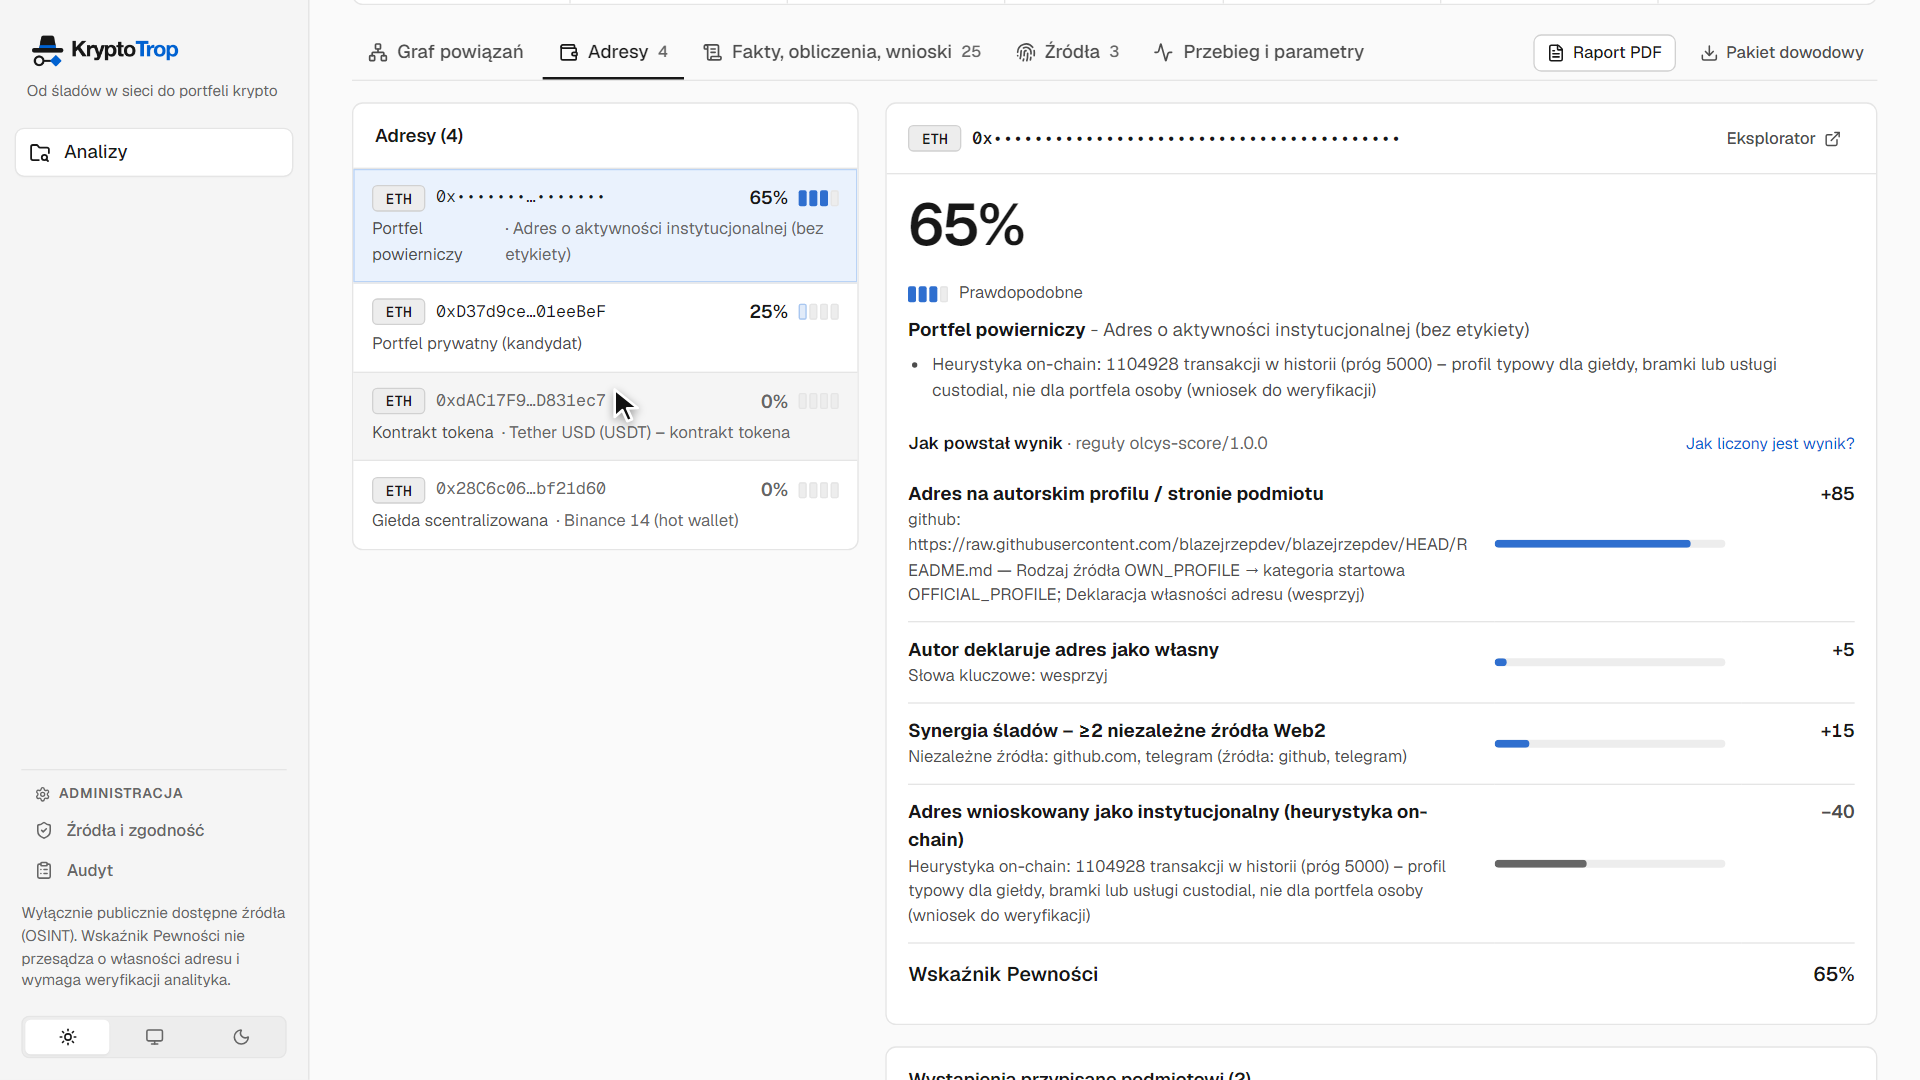 KryptoTrop
Od śladów w sieci do portfeli krypto
Analizy
ADMINISTRACJA
Źródła i zgodność
Audyt
Wyłącznie publicznie dostępne źródła
(OSINT). Wskaźnik Pewności nie
przesądza o własności adresu i
wymaga weryfikacji analityka.
Graf powiązań
Adresy 4
Fakty, obliczenia, wnioski 25
Źródła 3
Przebieg i parametry
Raport PDF
Pakiet dowodowy
Adresy (4)
ETH 0x•••••••…••••••• 65%
Portfel powierniczy · Adres o aktywności instytucjonalnej (bez etykiety)
ETH 0xD37d9ce…01eeBeF 25%
Portfel prywatny (kandydat)
ETH 0xdAC17F9…D831ec7 0%
Kontrakt tokena · Tether USD (USDT) – kontrakt tokena
ETH 0x28C6c06…bf21d60 0%
Giełda scentralizowana · Binance 14 (hot wallet)
ETH 0x•••••••••••••••••••••••••••••••••••••••• Eksplorator
65%
Prawdopodobne
Portfel powierniczy - Adres o aktywności instytucjonalnej (bez etykiety)
• Heurystyka on-chain: 1104928 transakcji w historii (próg 5000) – profil typowy dla giełdy, bramki lub usługi
custodial, nie dla portfela osoby (wniosek do weryfikacji)
Jak powstał wynik · reguły olcys-score/1.0.0 Jak liczony jest wynik?
Adres na autorskim profilu / stronie podmiotu +85
github:
https://raw.githubusercontent.com/blazejrzepdev/blazejrzepdev/HEAD/R
EADME.md — Rodzaj źródła OWN_PROFILE → kategoria startowa
OFFICIAL_PROFILE; Deklaracja własności adresu (wesprzyj)
Autor deklaruje adres jako własny +5
Słowa kluczowe: wesprzyj
Synergia śladów – ≥2 niezależne źródła Web2 +15
Niezależne źródła: github.com, telegram (źródła: github, telegram)
Adres wnioskowany jako instytucjonalny (heurystyka on-
chain) −40
Heurystyka on-chain: 1104928 transakcji w historii (próg 5000) – profil
typowy dla giełdy, bramki lub usługi custodial, nie dla portfela osoby
(wniosek do weryfikacji)
Wskaźnik Pewności 65%
Wystąpienia przypisane podmiotowi (2)